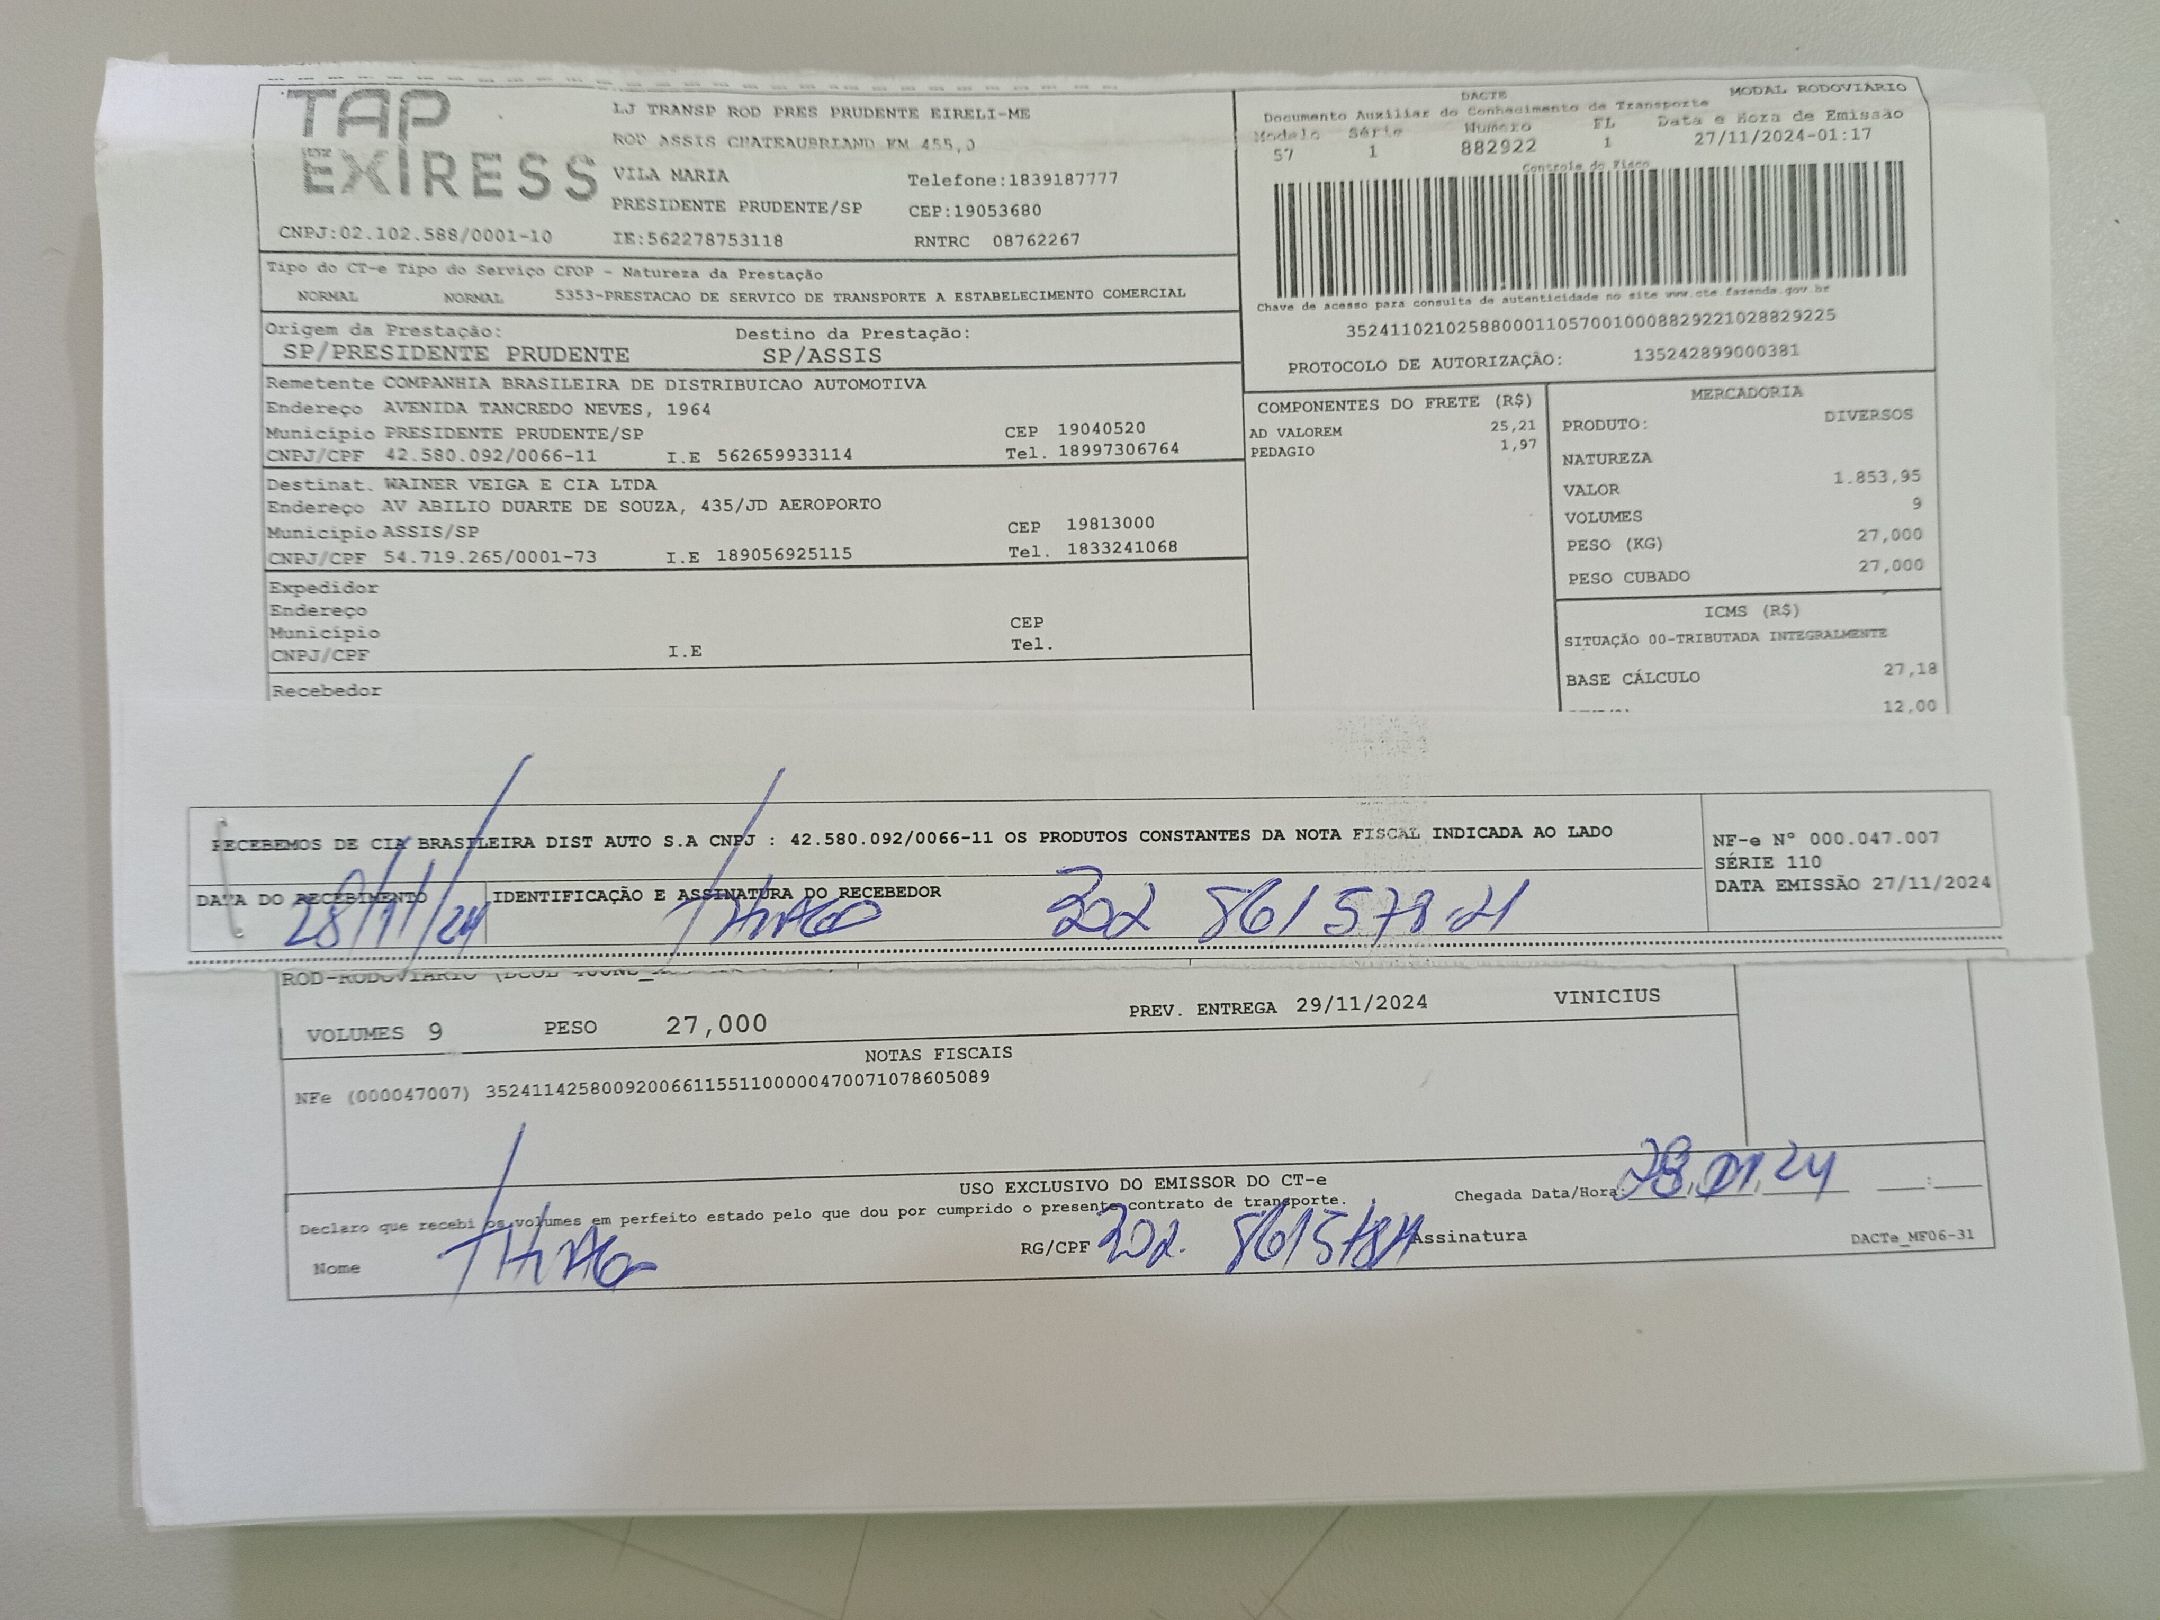 TAP EXPRESS
LJ TRANSP ROD PRES PRUDENTE EIRELI-ME
ROD ASSIS CHATEAUBRIAND KM 455,0
VILA MARIA Telefone:1839187777
PRESIDENTE PRUDENTE/SP CEP:19053680
CNPJ:02.102.588/0001-10 IE:562278753118 RNTRC 08762267
DACTE MODAL RODOVIÁRIO
Documento Auxiliar do Conhecimento de Transporte
Modelo Série Número FL Data e Hora de Emissão
57 1 882922 1 27/11/2024-01:17
Controle do Fisco
Chave de acesso para consulta de autenticidade no site www.cte.fazenda.gov.br
35241102102588000110570010008829221028829225
PROTOCOLO DE AUTORIZAÇÃO: 135242899000381
Tipo do CT-e Tipo do Serviço CFOP - Natureza da Prestação
NORMAL NORMAL 5353-PRESTACAO DE SERVICO DE TRANSPORTE A ESTABELECIMENTO COMERCIAL
Origem da Prestação: Destino da Prestação:
SP/PRESIDENTE PRUDENTE SP/ASSIS
Remetente COMPANHIA BRASILEIRA DE DISTRIBUICAO AUTOMOTIVA
Endereço AVENIDA TANCREDO NEVES, 1964
Município PRESIDENTE PRUDENTE/SP CEP 19040520
CNPJ/CPF 42.580.092/0066-11 I.E 562659933114 Tel. 18997306764
Destinat. WAINER VEIGA E CIA LTDA
Endereço AV ABILIO DUARTE DE SOUZA, 435/JD AEROPORTO
Município ASSIS/SP CEP 19813000
CNPJ/CPF 54.719.265/0001-73 I.E 189056925115 Tel. 1833241068
Expedidor
Endereço
Município CEP
CNPJ/CPF I.E Tel.
Recebedor
COMPONENTES DO FRETE (R$)
AD VALOREM 25,21
PEDAGIO 1,97
MERCADORIA
PRODUTO: DIVERSOS
NATUREZA
VALOR 1.853,95
VOLUMES 9
PESO (KG) 27,000
PESO CUBADO 27,000
ICMS (R$)
SITUAÇÃO 00-TRIBUTADA INTEGRALMENTE
BASE CÁLCULO 27,18
12,00
RECEBEMOS DE CIA BRASILEIRA DIST AUTO S.A CNPJ : 42.580.092/0066-11 OS PRODUTOS CONSTANTES DA NOTA FISCAL INDICADA AO LADO
NF-e Nº 000.047.007
SÉRIE 110
DATA EMISSÃO 27/11/2024
DATA DO RECEBIMENTO IDENTIFICAÇÃO E ASSINATURA DO RECEBEDOR
28/11/24 THIAGO 302 861578-21
ROD-RODOVIÁRIO
VOLUMES 9 PESO 27,000 PREV. ENTREGA 29/11/2024 VINICIUS
NOTAS FISCAIS
NFe (000047007) 35241142580092006611551100000470071078605089
USO EXCLUSIVO DO EMISSOR DO CT-e
Declaro que recebi os volumes em perfeito estado pelo que dou por cumprido o presente contrato de transporte.
Chegada Data/Hora: 28,11,24 :
Nome THIAGO RG/CPF 302. Assinatura
DACTe_MF06-31